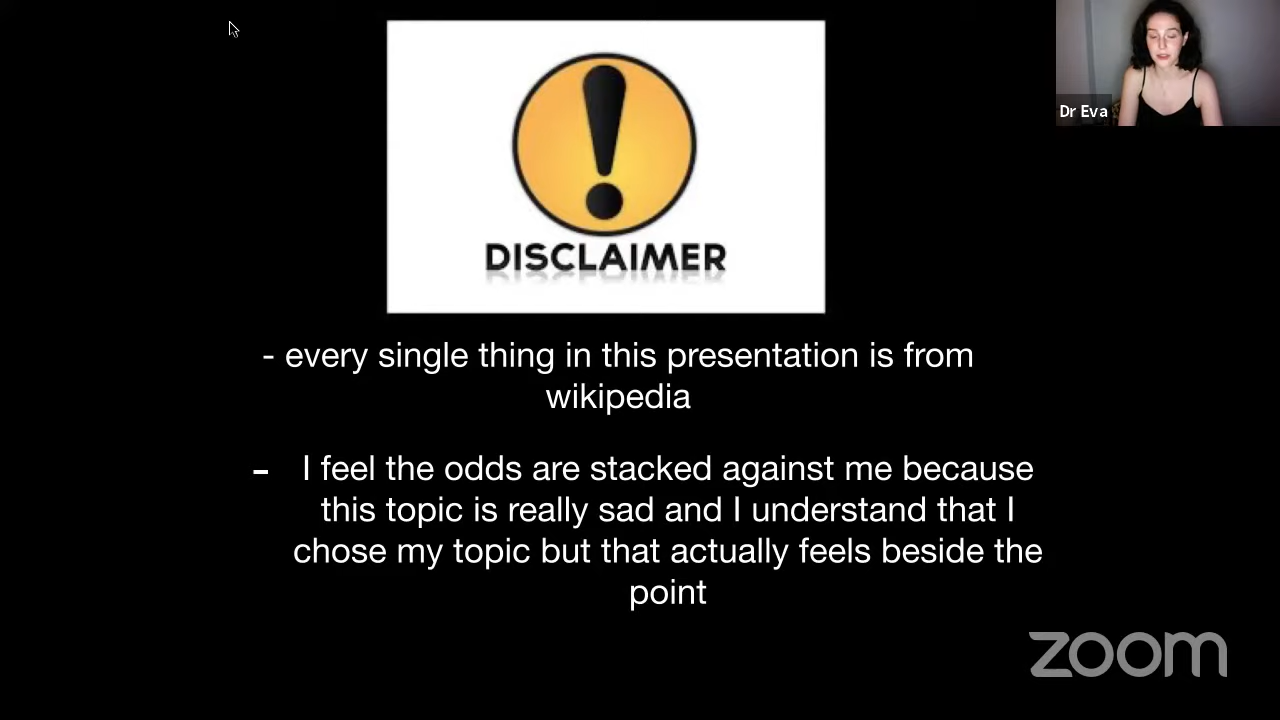 Dr Eva
DISCLAIMER
- every single thing in this presentation is from
wikipedia
- I feel the odds are stacked against me because
this topic is really sad and I understand that I
chose my topic but that actually feels beside the
point
zoom